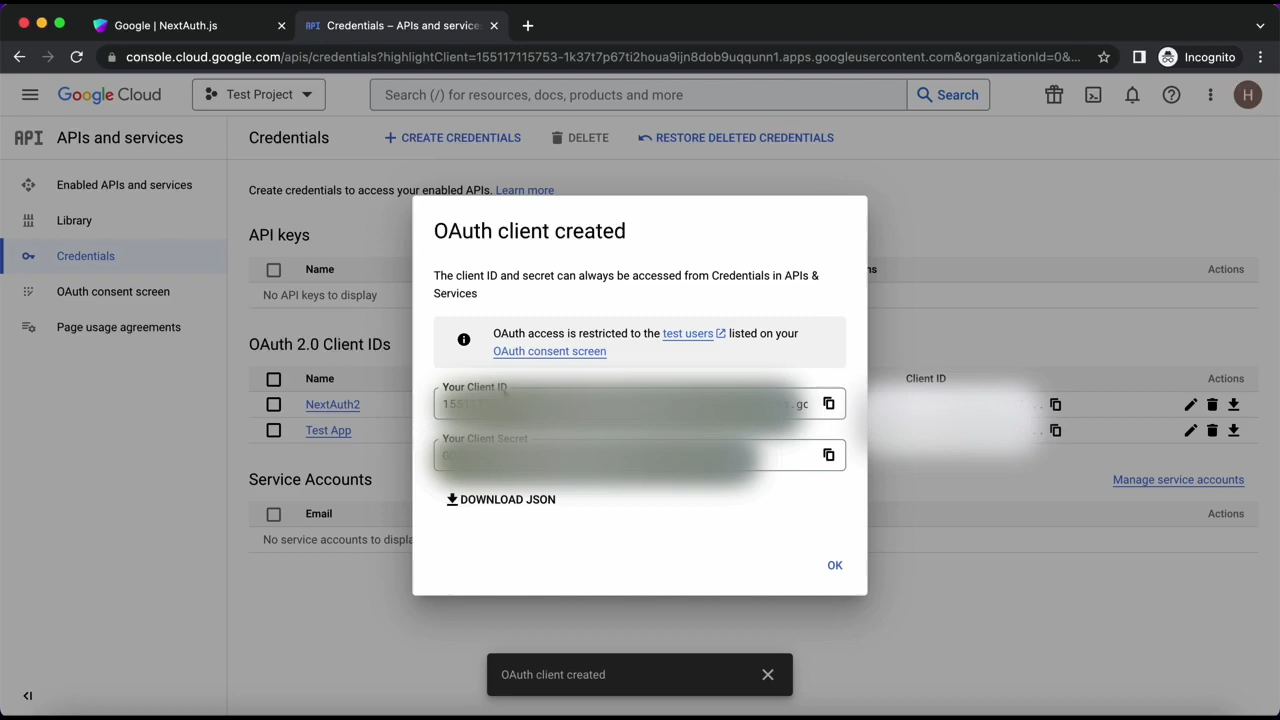 Google | NextAuth.js
API Credentials – APIs and service
console.cloud.google.com/apis/credentials?highlightClient=155117115753-1k37t7p67ti2houa9ijn8dob9uqqunn1.apps.googleusercontent.com&organizationId=0&...
Incognito
Google Cloud
Test Project
Search (/) for resources, docs, products and more
Search
H
API APIs and services
Credentials
CREATE CREDENTIALS
DELETE
RESTORE DELETED CREDENTIALS
Enabled APIs and services
Library
Credentials
OAuth consent screen
Page usage agreements
Create credentials to access your enabled APIs. Learn more
API keys
Name
Actions
No API keys to display
OAuth 2.0 Client IDs
Name
Client ID
Actions
NextAuth2
Test App
Service Accounts
Manage service accounts
Email
Actions
No service accounts to
OAuth client created
The client ID and secret can always be accessed from Credentials in APIs &
Services
OAuth access is restricted to the test users listed on your
OAuth consent screen
Your Client ID
Your Client Secret
DOWNLOAD JSON
OK
OAuth client created